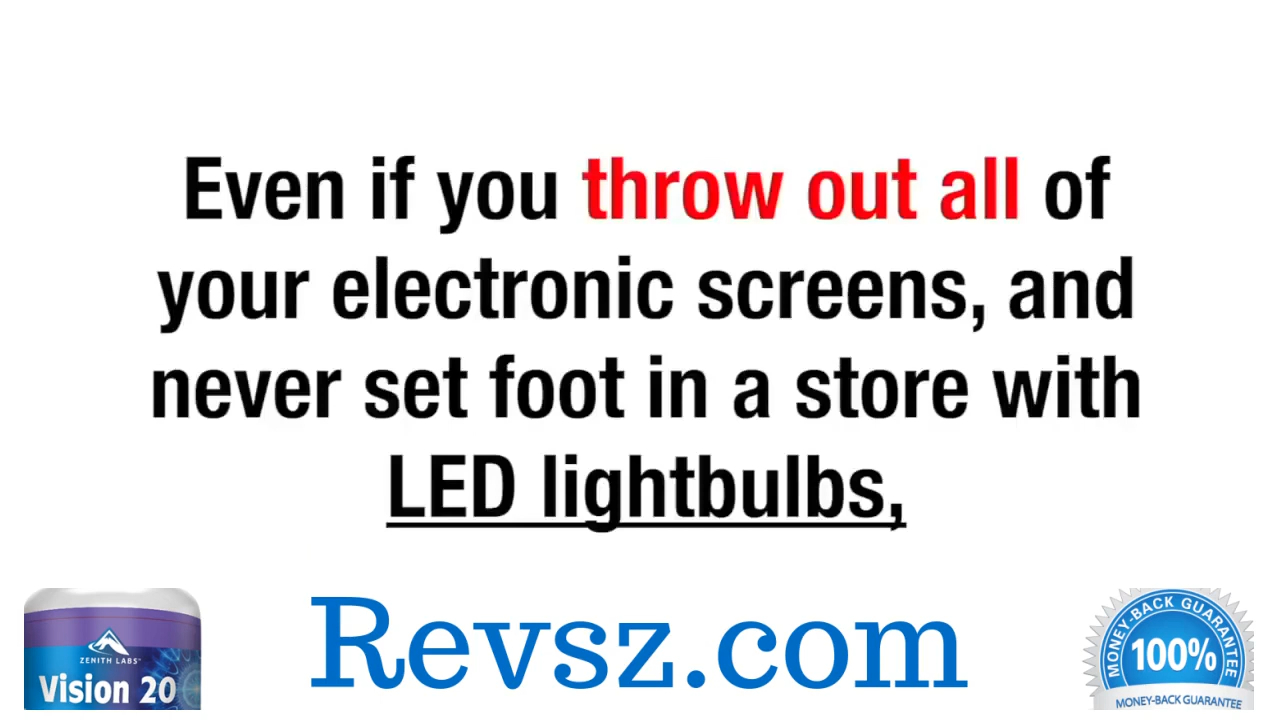 Even if you throw out all of
your electronic screens, and
never set foot in a store with
LED lightbulbs,
ZENITH LABS™
Vision 20
Revsz.com
MONEY-BACK GUARANTEE
100%
MONEY-BACK GUARANTEE